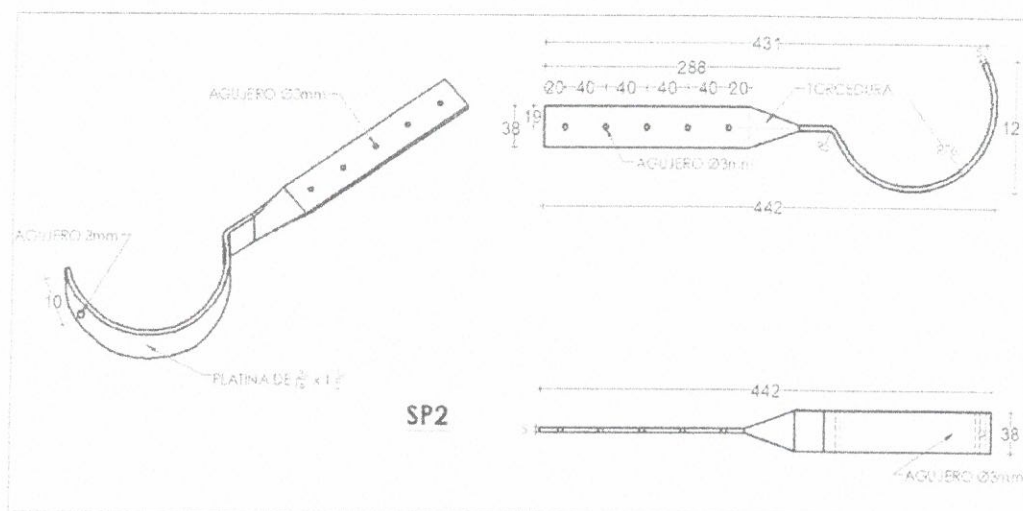 AGUJERO Ø3mm
AGUJERO 3mm
10
PLATINA DE
SP2
431
288
20 40 40 40 40 20
TORCEDURA
38
19
AGUJERO Ø3mm
12
442
442
38
AGUJERO Ø3mm